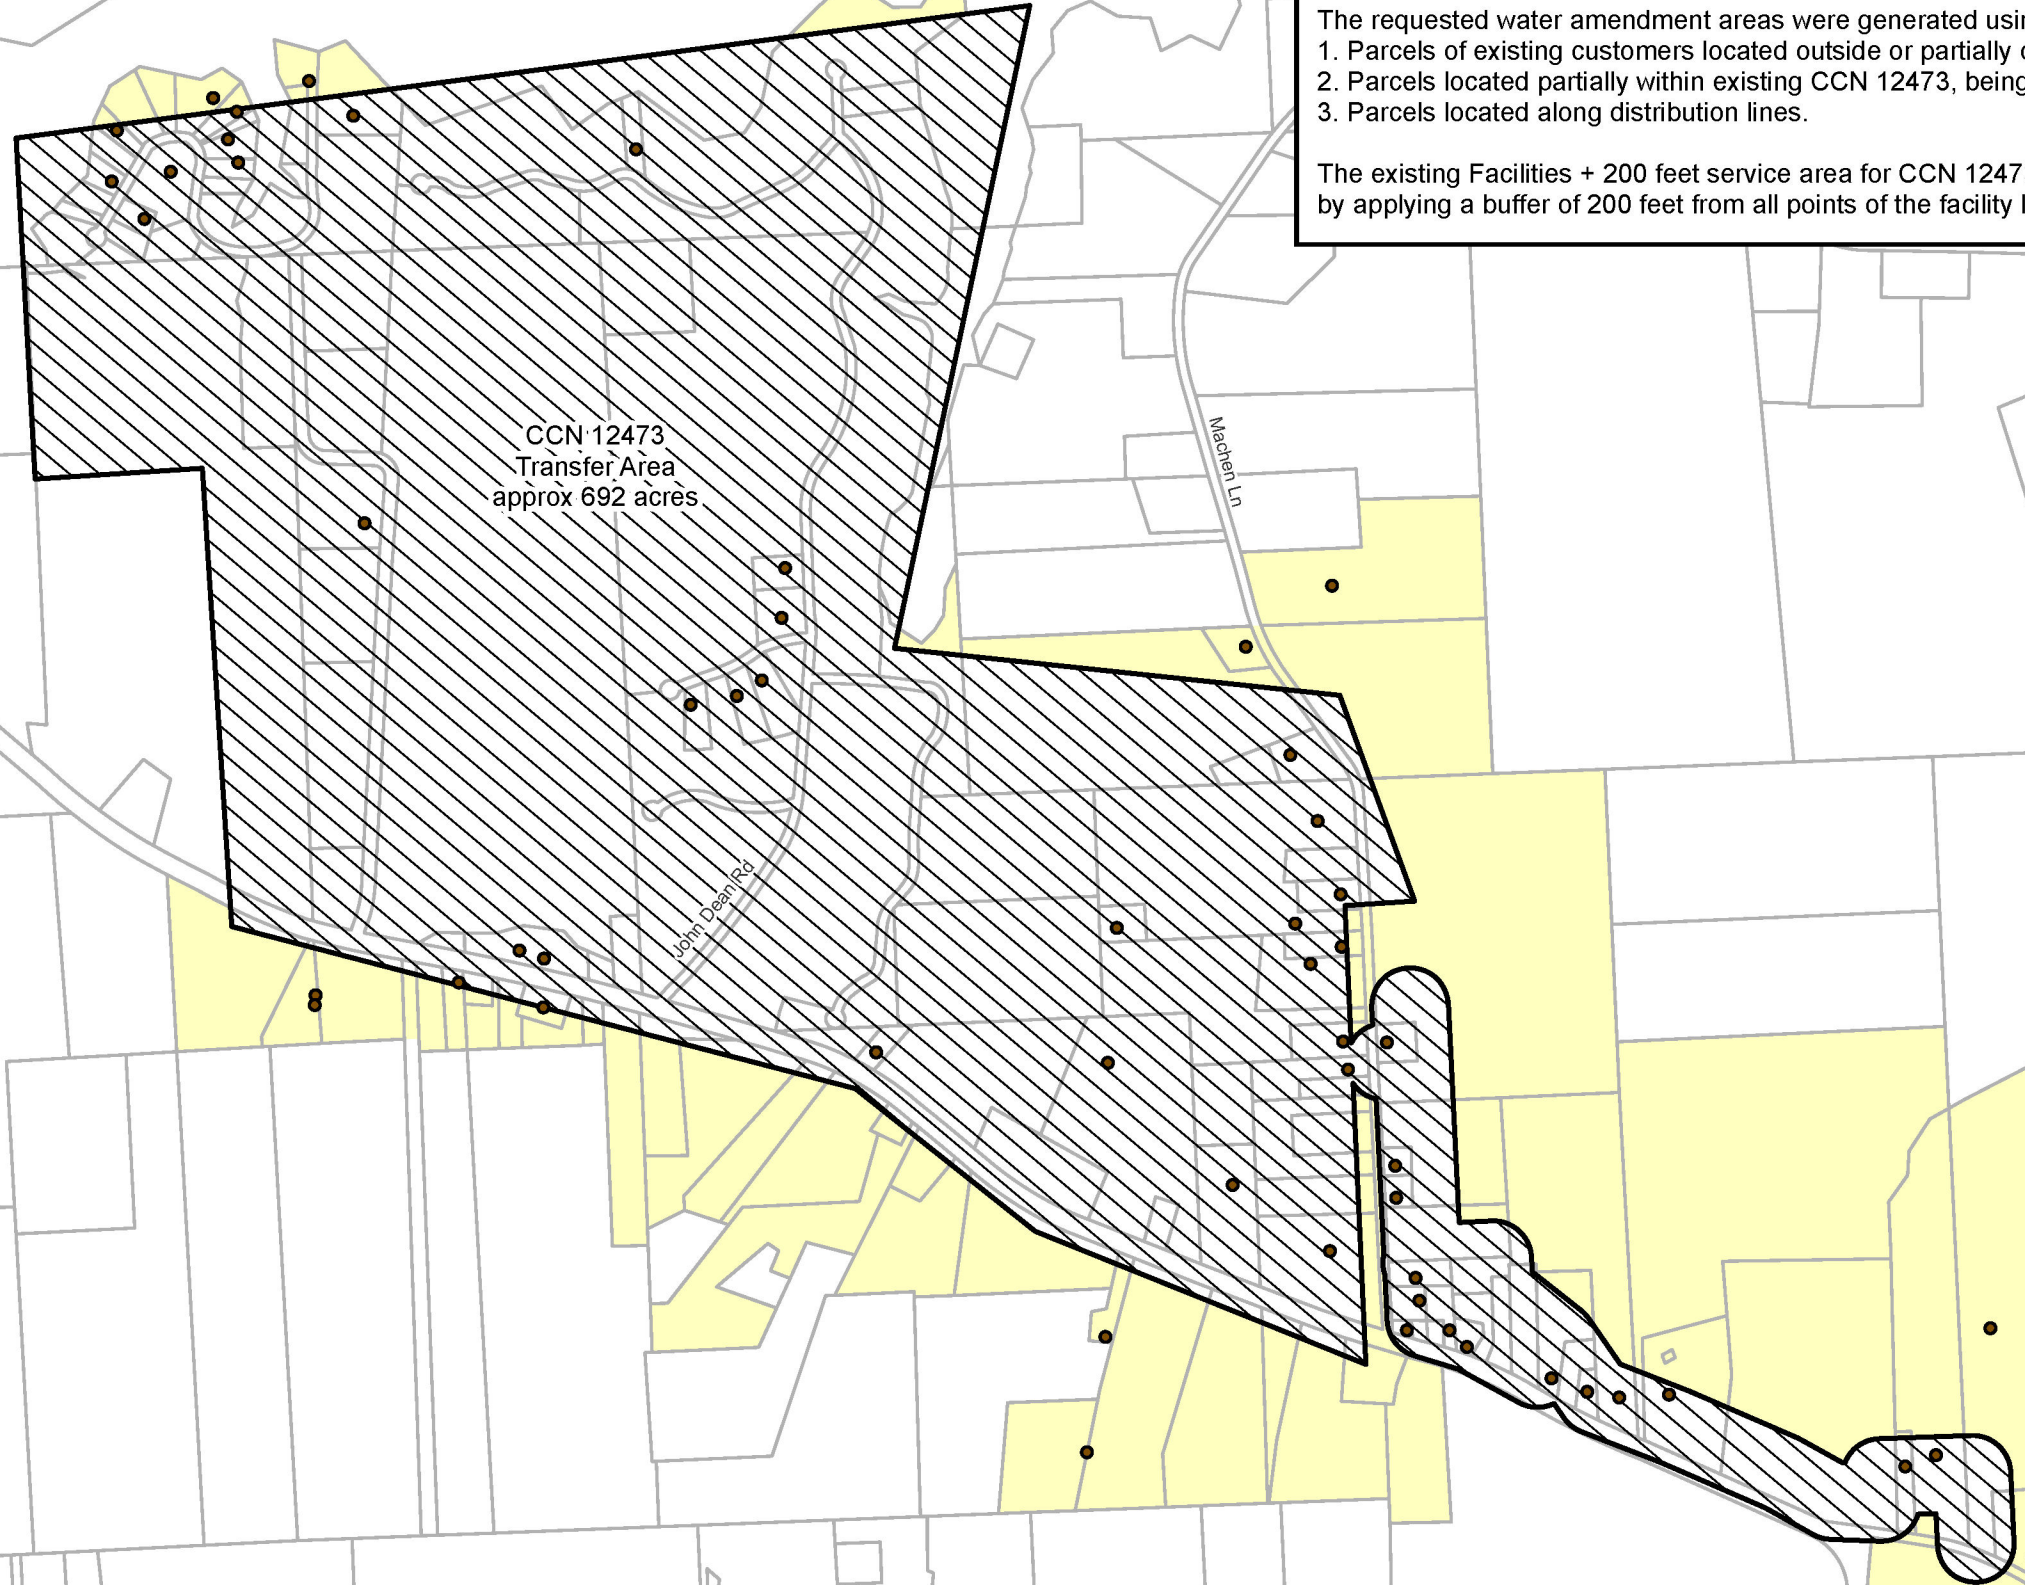 The requested water amendment areas were generated
1. Parcels of existing customers located outside or partially
2. Parcels located partially within existing CCN 12473, being
3. Parcels located along distribution lines.
The existing Facilities + 200 feet service area for CCN 1247
by applying a buffer of 200 feet from all points of the facility
CCN 12473
Transfer Area
approx 692 acres
Machen Ln
John Dean Rd